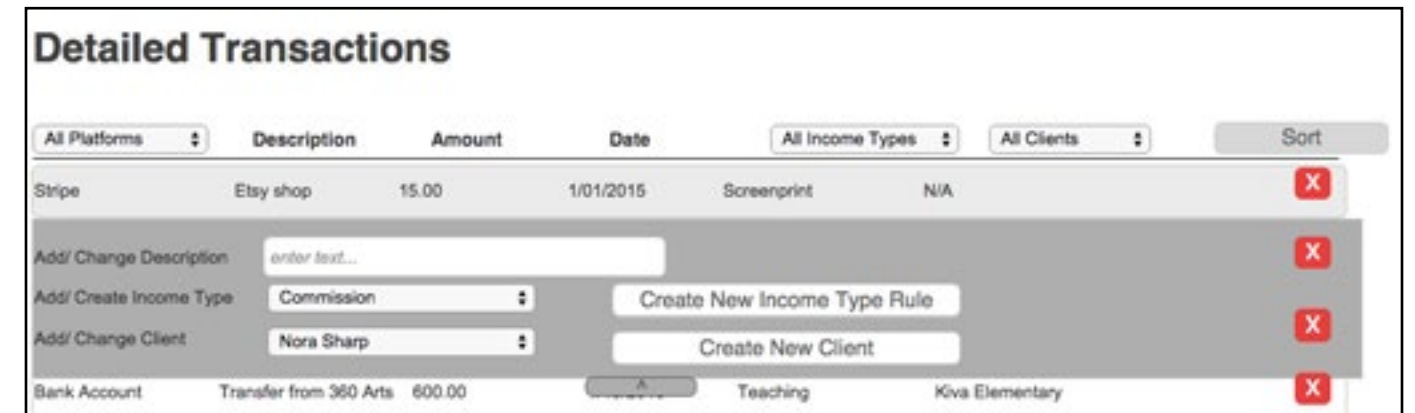 Detailed Transactions
All Platforms Description Amount Date All Income Types All Clients Sort
Stripe Etsy shop 15.00 1/01/2015 Screenprint N/A X
Add/ Change Description enter text... X
Add/ Create Income Type Commission Create New Income Type Rule
X
Add/ Change Client Nora Sharp Create New Client
Bank Account Transfer from 360 Arts 600.00 ^ Teaching Kiva Elementary X